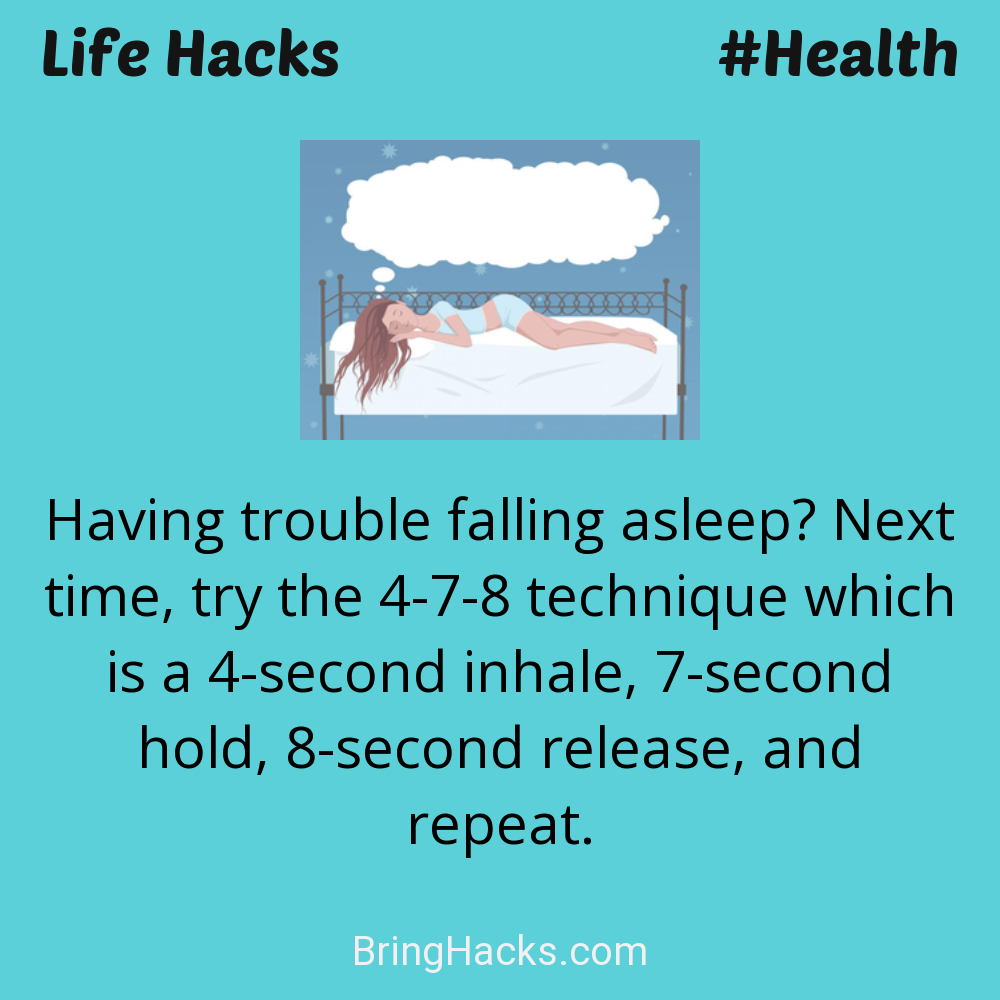 Life Hacks
#Health
Having trouble falling asleep? Next
time, try the 4-7-8 technique which
is a 4-second inhale, 7-second
hold, 8-second release, and
repeat.
BringHacks.com